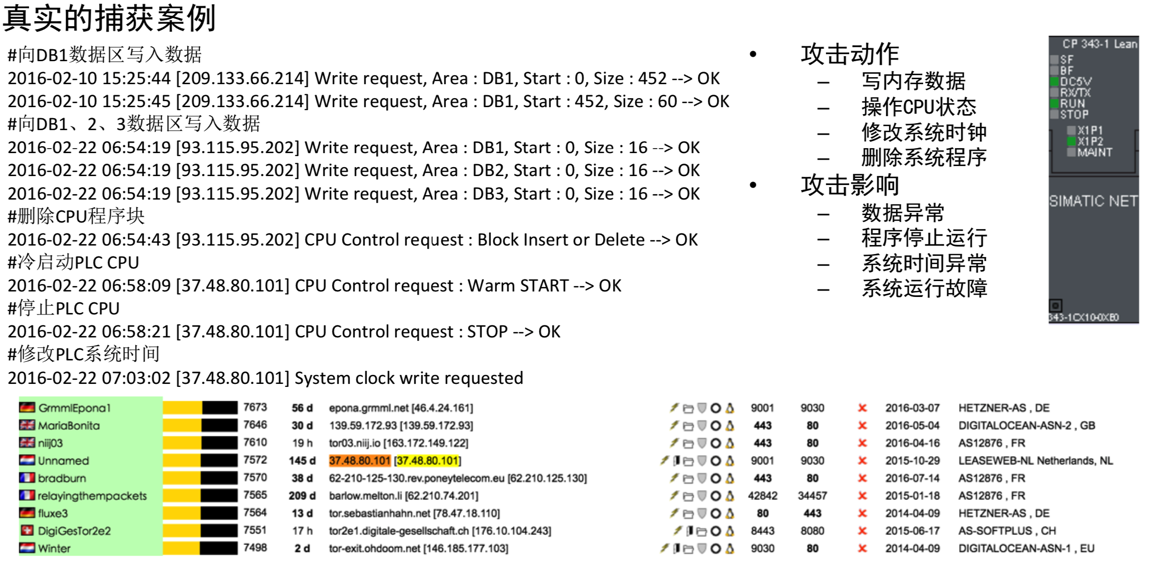 真实的捕获案例
#向DB1数据区写入数据
2016-02-10 15:25:44 [209.133.66.214] Write request, Area : DB1, Start : 0, Size : 452 --> OK
2016-02-10 15:25:45 [209.133.66.214] Write request, Area : DB1, Start : 452, Size : 60 --> OK
#向DB1、2、3数据区写入数据
2016-02-22 06:54:19 [93.115.95.202] Write request, Area : DB1, Start : 0, Size : 16 --> OK
2016-02-22 06:54:19 [93.115.95.202] Write request, Area : DB2, Start : 0, Size : 16 --> OK
2016-02-22 06:54:19 [93.115.95.202] Write request, Area : DB3, Start : 0, Size : 16 --> OK
#删除CPU程序块
2016-02-22 06:54:43 [93.115.95.202] CPU Control request : Block Insert or Delete --> OK
#冷启动PLC CPU
2016-02-22 06:58:09 [37.48.80.101] CPU Control request : Warm START --> OK
#停止PLC CPU
2016-02-22 06:58:21 [37.48.80.101] CPU Control request : STOP --> OK
#修改PLC系统时间
2016-02-22 07:03:02 [37.48.80.101] System clock write requested
• 攻击动作
– 写内存数据
– 操作CPU状态
– 修改系统时钟
– 删除系统程序
• 攻击影响
– 数据异常
– 程序停止运行
– 系统时间异常
– 系统运行故障
CP 343-1 Lean
SF
BF
DC5V
RX/TX
RUN
STOP
X1P1
X1P2
MAINT
SIMATIC NET
343-1CX10-0XE0
GrmmlEpona1 7673 56 d epona.grmml.net [46.4.24.161] 9001 9030 2016-03-07 HETZNER-AS , DE
MariaBonita 7646 30 d 139.59.172.93 [139.59.172.93] 443 80 2016-05-04 DIGITALOCEAN-ASN-2 , GB
niij03 7610 19 h tor03.niij.io [163.172.149.122] 443 80 2016-04-16 AS12876 , FR
Unnamed 7572 145 d 37.48.80.101 [37.48.80.101] 9001 9030 2015-10-29 LEASEWEB-NL Netherlands, NL
bradburn 7570 38 d 62-210-125-130.rev.poneytelecom.eu [62.210.125.130] 443 80 2016-07-14 AS12876 , FR
relayingthempackets 7565 209 d barlow.melton.li [62.210.74.201] 42842 34457 2015-01-18 AS12876 , FR
fluxe3 7564 13 d tor.sebastianhahn.net [78.47.18.110] 80 443 2014-04-09 HETZNER-AS , DE
DigiGesTor2e2 7551 17 h tor2e1.digitale-gesellschaft.ch [176.10.104.243] 8443 8080 2015-06-17 AS-SOFTPLUS , CH
Winter 7498 2 d tor-exit.ohdoom.net [146.185.177.103] 9030 80 2014-04-09 DIGITALOCEAN-ASN-1 , EU